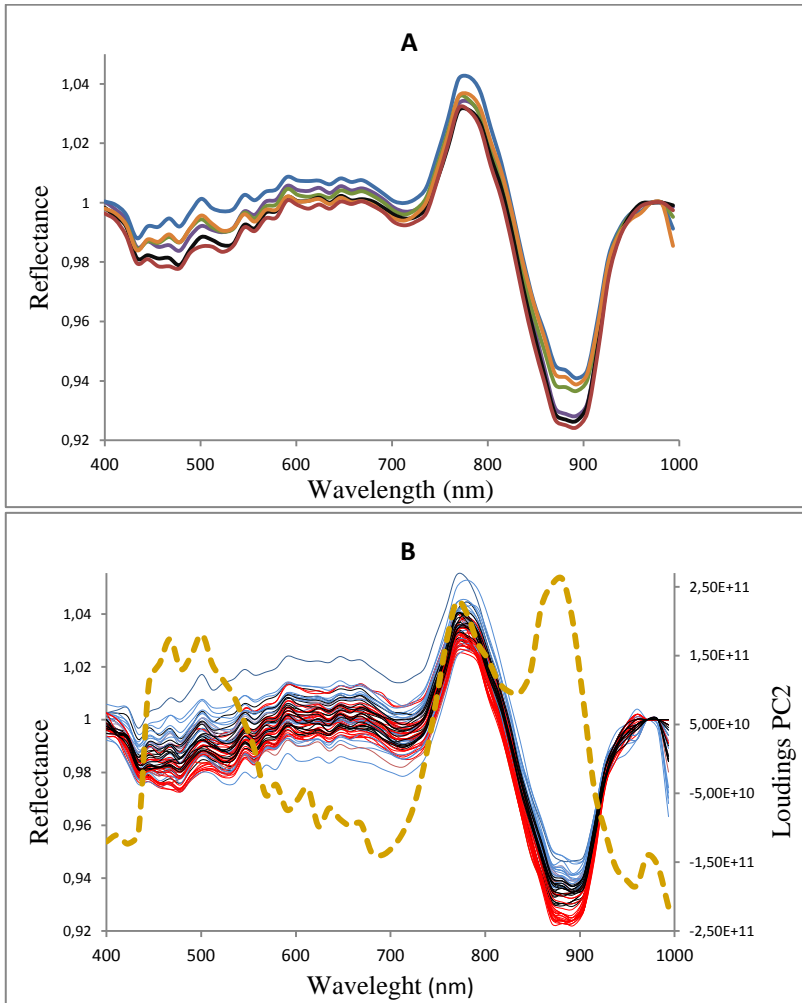 A
1,04
1,02
1
0,98
0,96
0,94
0,92
Reflectance
400 500 600 700 800 900 1000
Wavelength (nm)
B
1,04
1,02
1
0,98
0,96
0,94
0,92
Reflectance
2,50E+11
1,50E+11
5,00E+10
-5,00E+10
-1,50E+11
-2,50E+11
Loudings PC2
400 500 600 700 800 900 1000
Waveleght (nm)